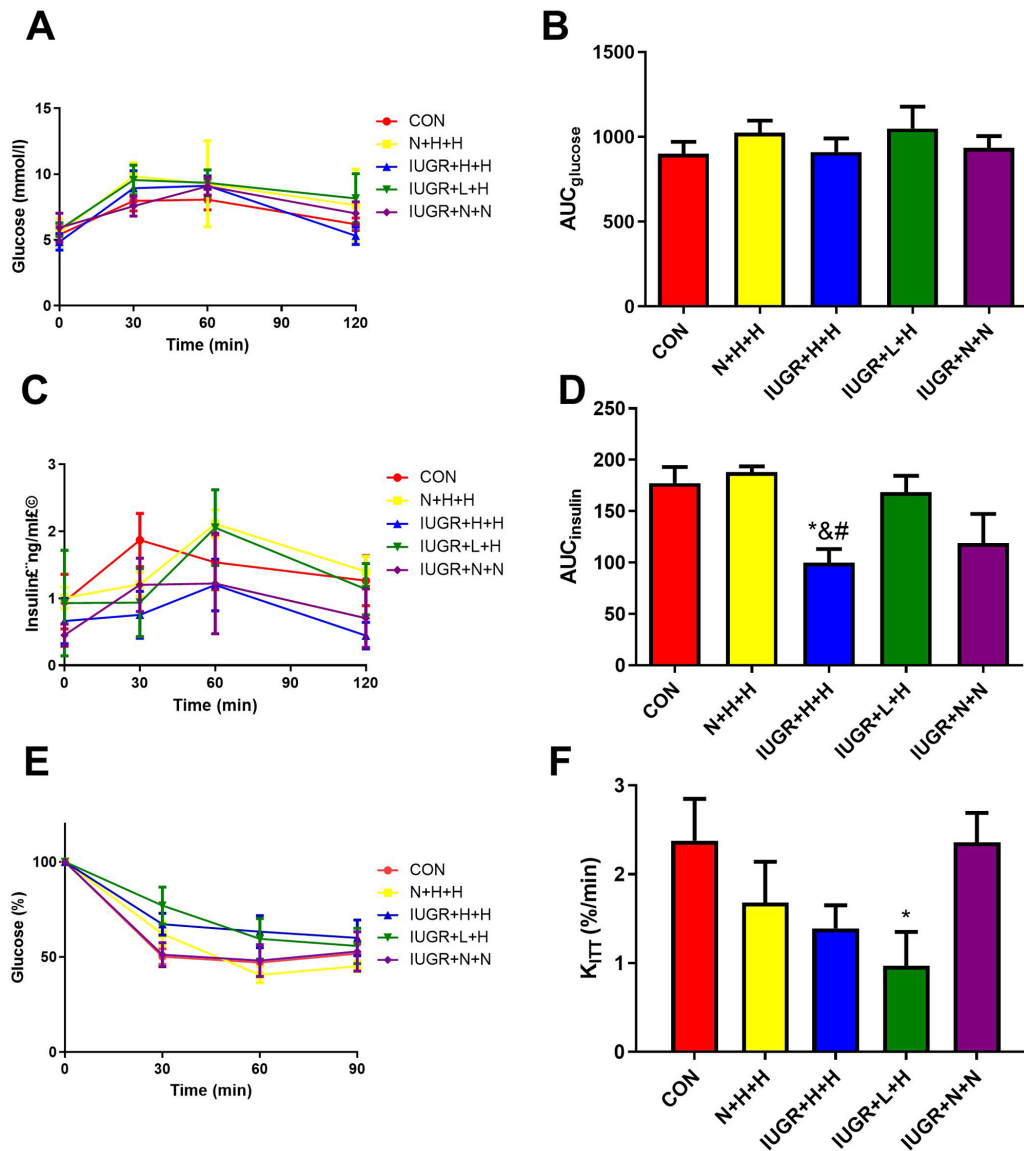 A
Glucose (mmol/l)
15
10
5
0
0 30 60 90 120
Time (min)
CON
N+H+H
IUGR+H+H
IUGR+L+H
IUGR+N+N
B
AUCglucose
1500
1000
500
0
CON
N+H+H
IUGR+H+H
IUGR+L+H
IUGR+N+N
C
Insulin£¨ng/ml£©
3
2
1
0
0 30 60 90 120
Time (min)
CON
N+H+H
IUGR+H+H
IUGR+L+H
IUGR+N+N
D
AUCinsulin
250
200
150
100
50
0
*&#
CON
N+H+H
IUGR+H+H
IUGR+L+H
IUGR+N+N
E
Glucose (%)
100
50
0
0 30 60 90
Time (min)
CON
N+H+H
IUGR+H+H
IUGR+L+H
IUGR+N+N
F
KITT (%/min)
3
2
1
0
*
CON
N+H+H
IUGR+H+H
IUGR+L+H
IUGR+N+N